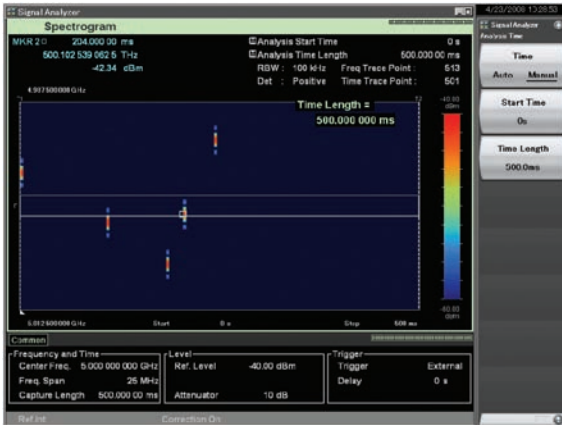 Signal Analyzer
4/23/2008 13:28:53
Spectrogram
MKR 2
204.000 00 ms
500.102 539 062 5 THz
-42.34 dBm
Analysis Start Time 0 s
Analysis Time Length 500.000 00 ms
RBW : 100 kHz Freq Trace Point : 513
Det : Positive Time Trace Point : 501
4.987 500 000 GHz
Time Length =
500.000 000 ms
-40.00
dBm
dBm
5.012 500 000 GHz Start 0 s Stop 500 ms
Common
Frequency and Time
Center Freq. 5.000 000 000 GHz
Freq. Span 25 MHz
Capture Length 500.000 00 ms
Level
Ref. Level -40.00 dBm
Attenuator 10 dB
Trigger
Trigger External
Delay 0 s
Ref.Int Correction On
Signal Analyzer
Analysis Time
Time
Auto Manual
Start Time
0s
Time Length
500.0ms